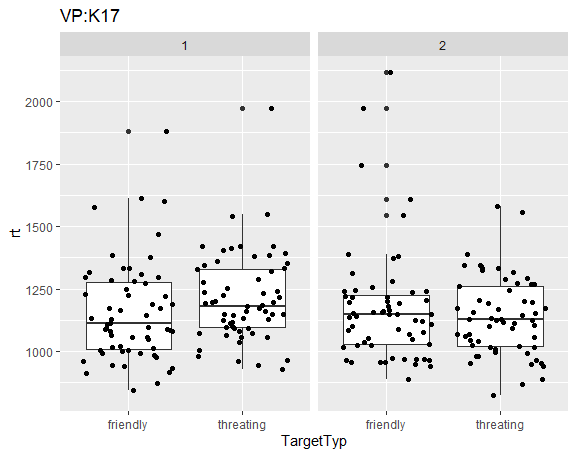 VP:K17
1 2
rt
2000
1750
1500
1250
1000
friendly threating friendly threating
TargetTyp